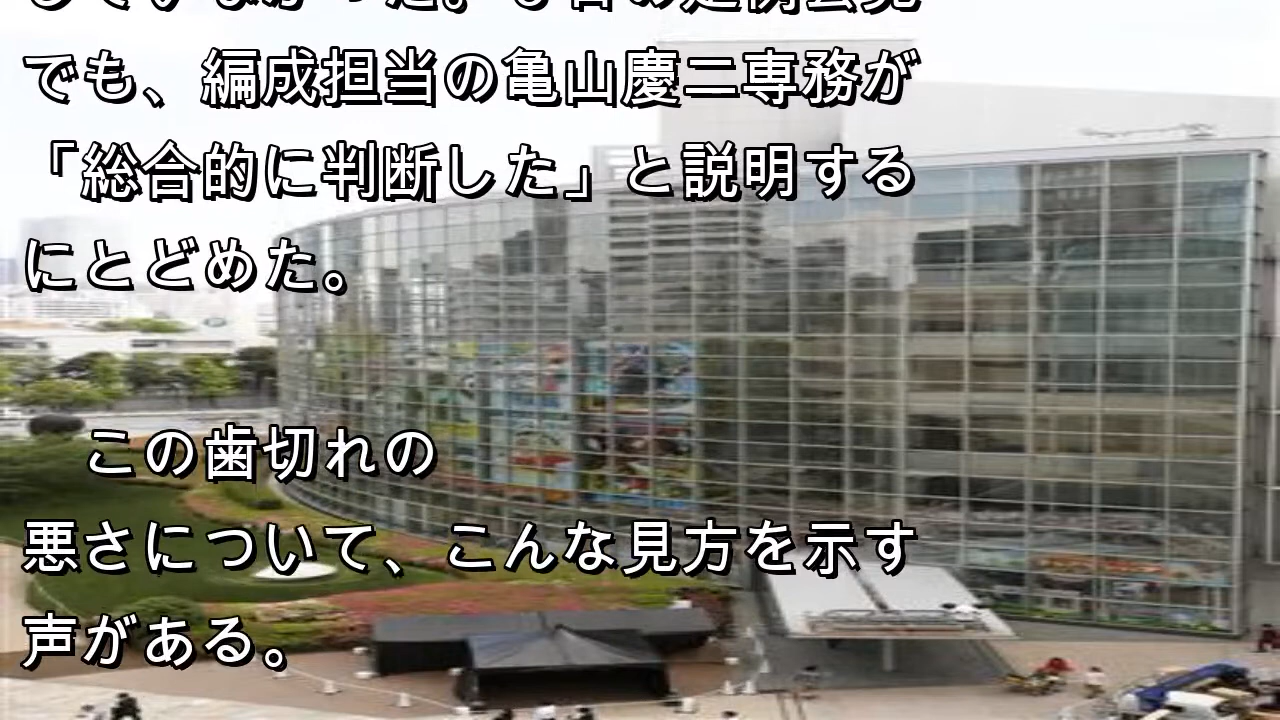 でも、編成担当の亀山慶二専務が
「総合的に判断した」と説明する
にとどめた。
この歯切れの
悪さについて、こんな見方を示す
声がある。